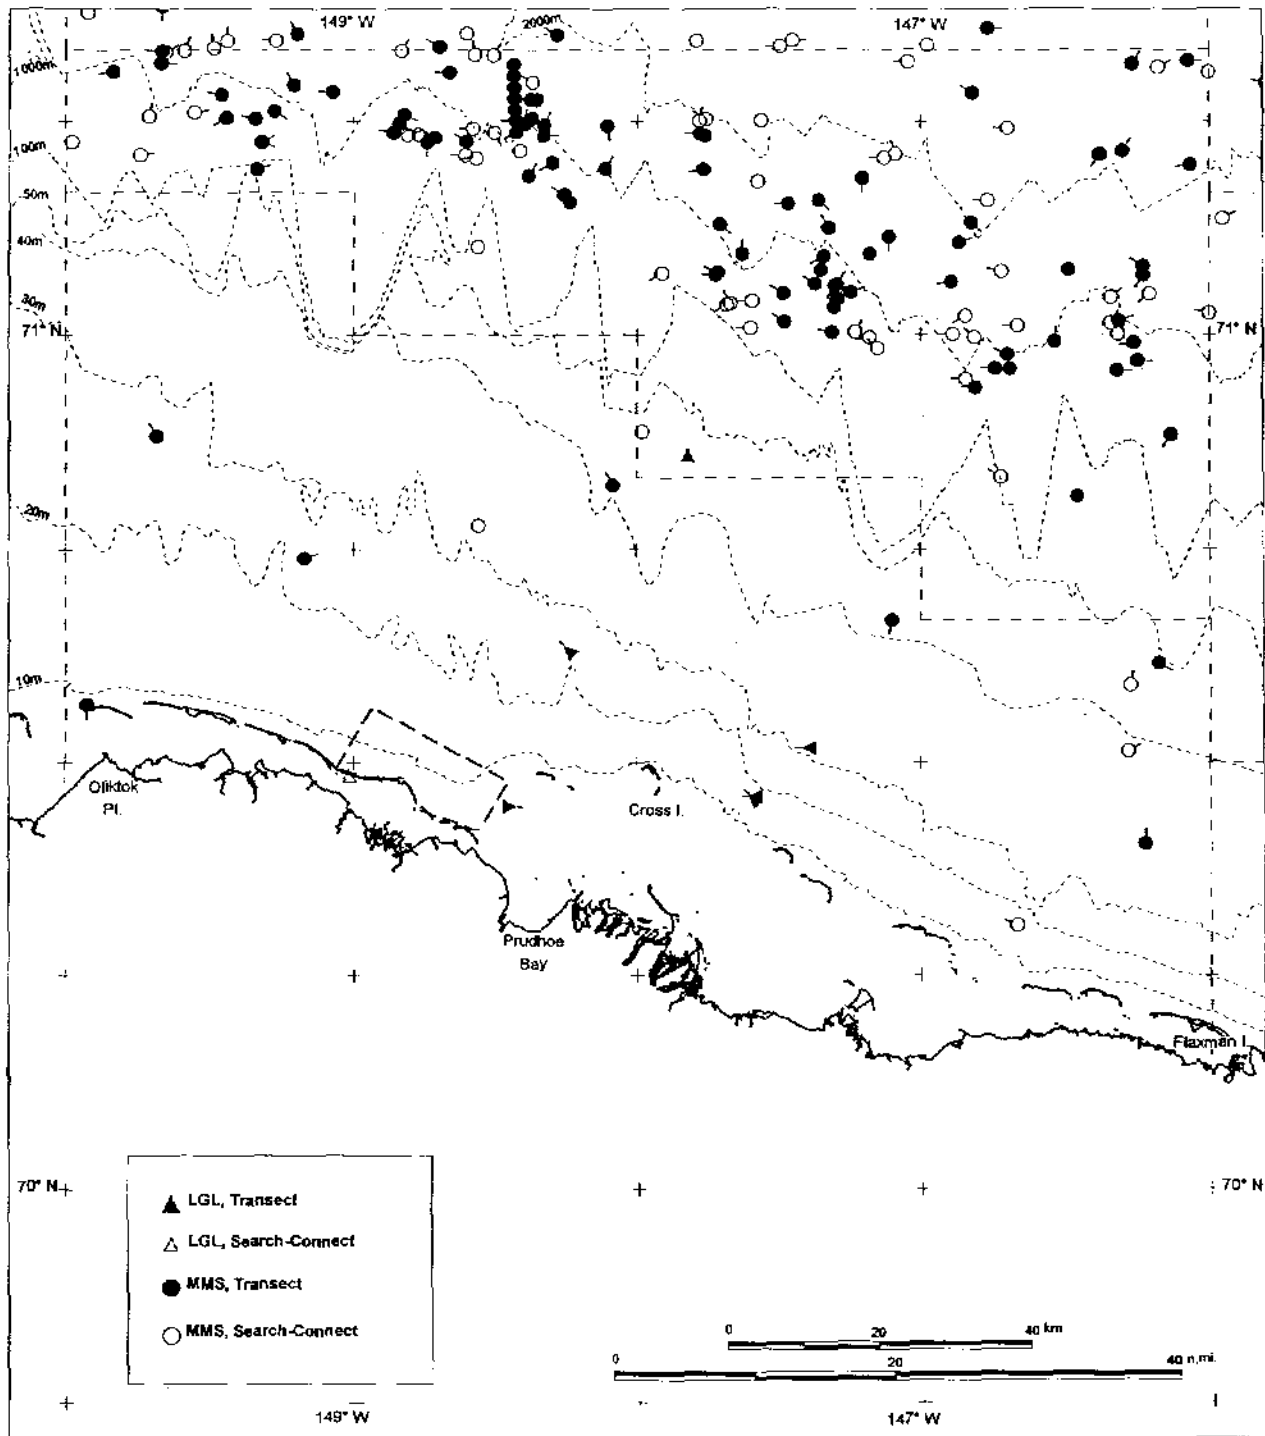 149° W
2000m
147° W
1000m
100m
50m
40m
30m
71° N
71° N
20m
10m
Oliktok
Pt.
Cross I.
Prudhoe
Bay
Flaxman I.
70° N
70° N
LGL, Transect
LGL, Search-Connect
MMS, Transect
MMS, Search-Connect
0 20 40 km
0 20 40 n.mi.
149° W
147° W